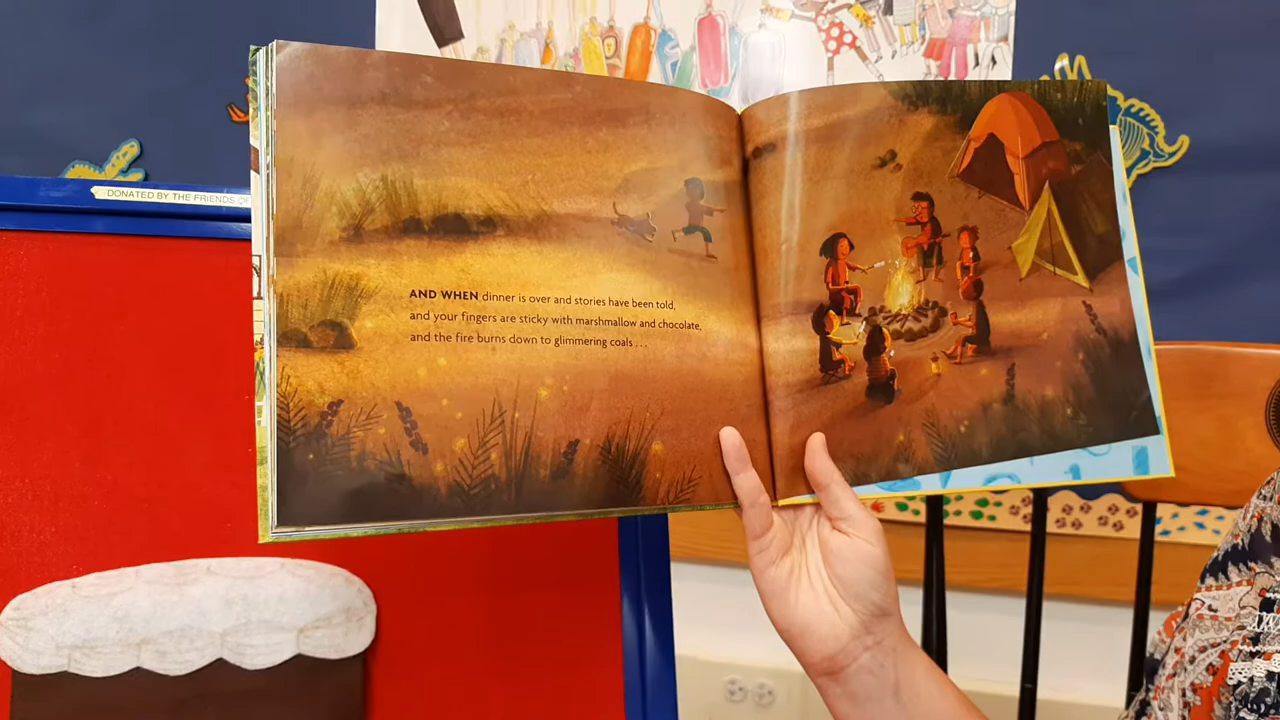 DONATED BY THE FRIENDS OF
AND WHEN dinner is over and stories have been told,
and your fingers are sticky with marshmallow and chocolate,
and the fire burns down to glimmering coals . . .